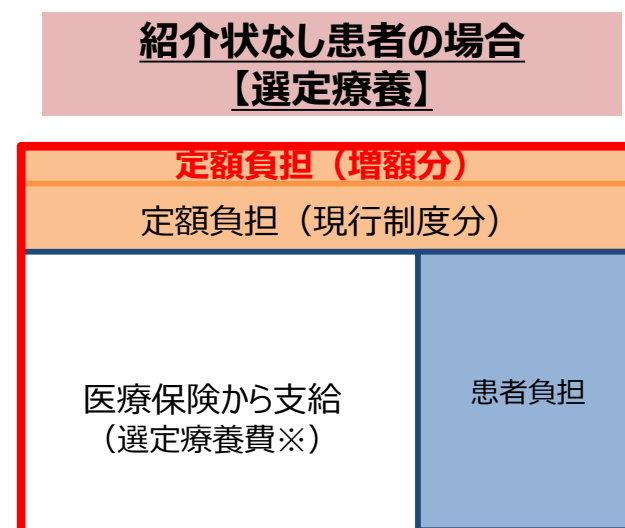 紹介状なし患者の場合
【選定療養】
定額負担（増額分）
定額負担（現行制度分）
医療保険から支給
（選定療養費※）
患者負担